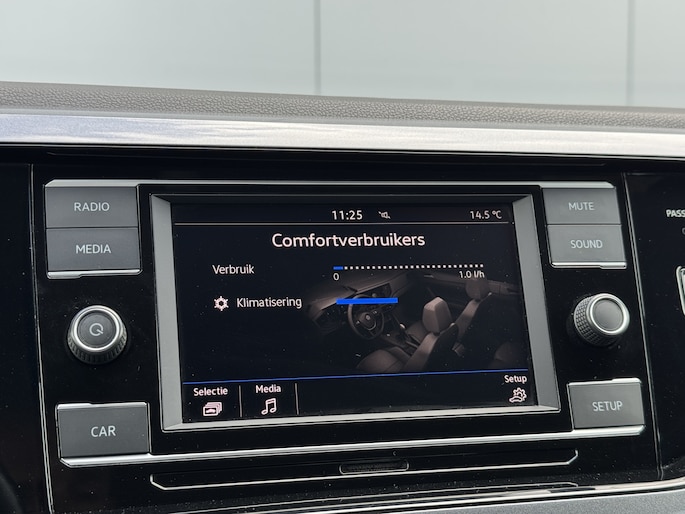 RADIO
MEDIA
CAR
11:25
14.5 °C
Comfortverbruikers
Verbruik
0
1.0 l/h
Klimatisering
Selectie
Media
Setup
MUTE
SOUND
SETUP